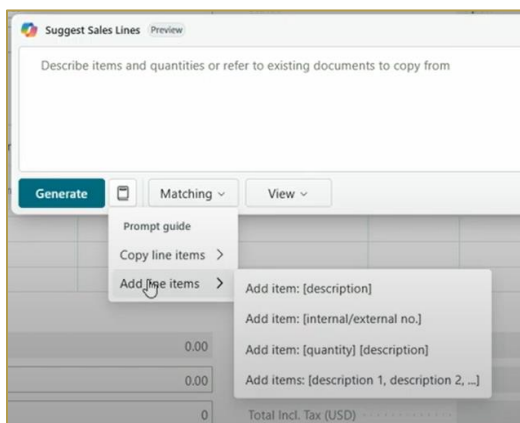 Suggest Sales Lines Preview
Describe items and quantities or refer to existing documents to copy from
Generate Matching View
Prompt guide
Copy line items
Add line items
Add item: [description]
Add item: [internal/external no.]
Add item: [quantity] [description]
Add items: [description 1, description 2, ...]
0.00
0.00
0 Total Incl. Tax (USD)